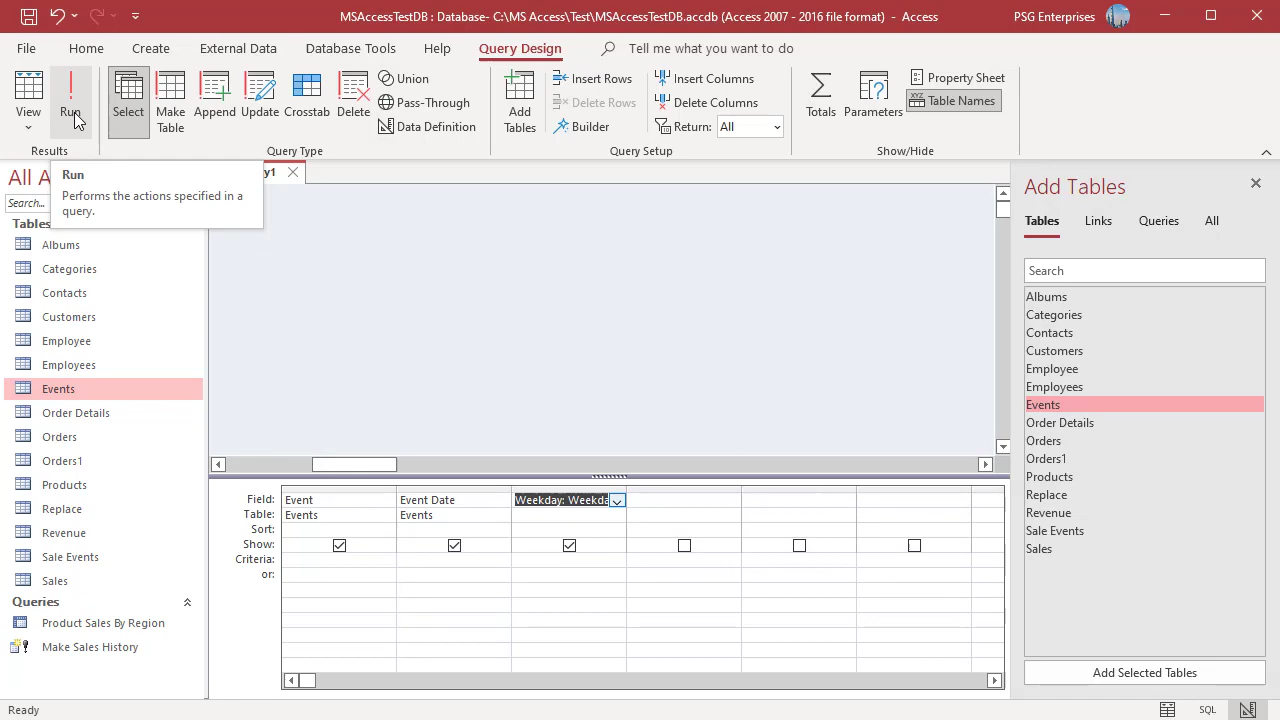 MSAccessTestDB : Database- C:\MS Access\Test\MSAccessTestDB.accdb (Access 2007 - 2016 file format) - Access
PSG Enterprises
File
Home
Create
External Data
Database Tools
Help
Query Design
Tell me what you want to do
View
Run
Select
Make
Table
Append
Update
Crosstab
Delete
Union
Pass-Through
Data Definition
Add
Tables
Insert Rows
Delete Rows
Builder
Insert Columns
Delete Columns
Return:
All
Totals
Parameters
Property Sheet
XYZ
Table Names
Results
Query Type
Query Setup
Show/Hide
Run
Performs the actions specified in a
query.
All A
Search...
Tables
Albums
Categories
Contacts
Customers
Employee
Employees
Events
Order Details
Orders
Orders1
Products
Replace
Revenue
Sale Events
Sales
Queries
Product Sales By Region
Make Sales History
y1
Field:
Event
Event Date
Weekday: Weekda
Table:
Events
Events
Sort:
Show:
Criteria:
or:
Add Tables
Tables
Links
Queries
All
Search
Albums
Categories
Contacts
Customers
Employee
Employees
Events
Order Details
Orders
Orders1
Products
Replace
Revenue
Sale Events
Sales
Add Selected Tables
Ready
SQL